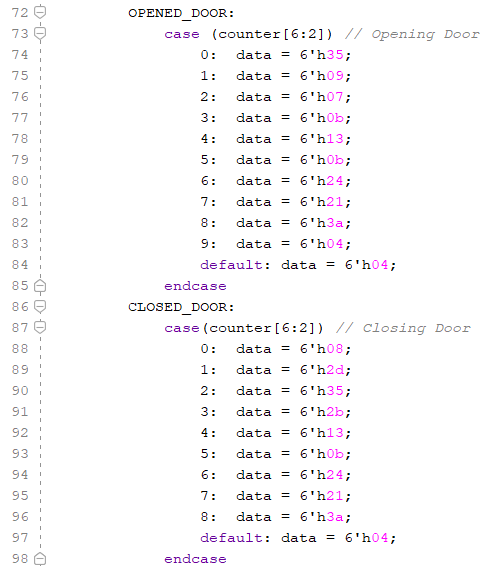 72 OPENED_DOOR:
73 case (counter[6:2]) // Opening Door
74 0: data = 6'h35;
75 1: data = 6'h09;
76 2: data = 6'h07;
77 3: data = 6'h0b;
78 4: data = 6'h13;
79 5: data = 6'h0b;
80 6: data = 6'h24;
81 7: data = 6'h21;
82 8: data = 6'h3a;
83 9: data = 6'h04;
84 default: data = 6'h04;
85 endcase
86 CLOSED_DOOR:
87 case(counter[6:2]) // Closing Door
88 0: data = 6'h08;
89 1: data = 6'h2d;
90 2: data = 6'h35;
91 3: data = 6'h2b;
92 4: data = 6'h13;
93 5: data = 6'h0b;
94 6: data = 6'h24;
95 7: data = 6'h21;
96 8: data = 6'h3a;
97 default: data = 6'h04;
98 endcase